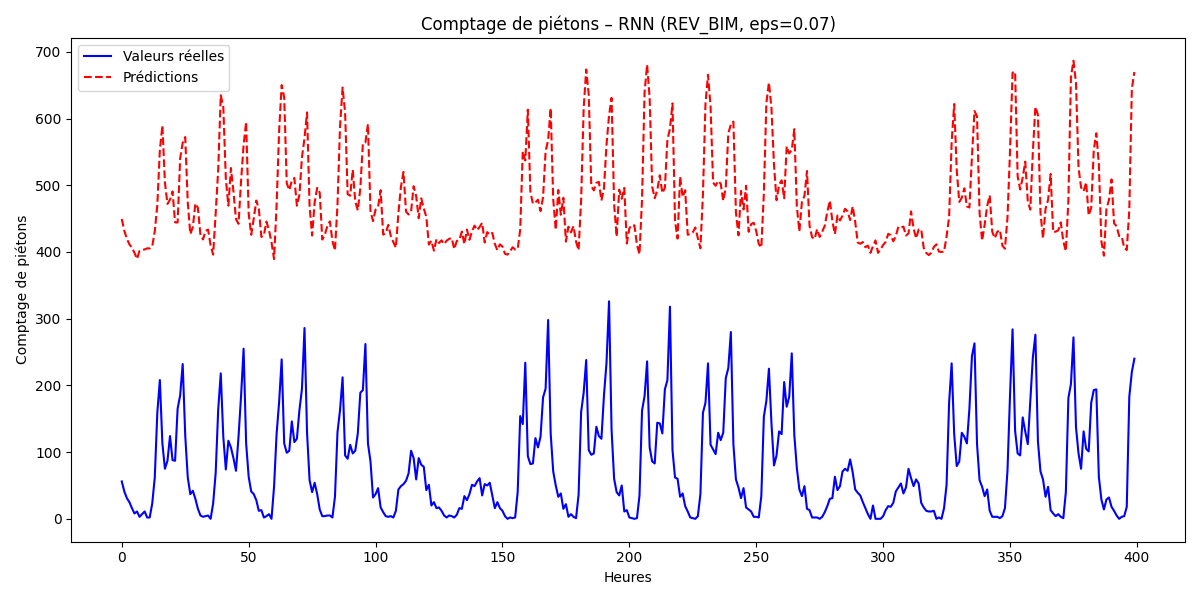 Comptage de piétons – RNN (REV_BIM, eps=0.07)
Valeurs réelles
Prédictions
700
600
500
400
300
200
100
0
Comptage de piétons
0 50 100 150 200 250 300 350 400
Heures